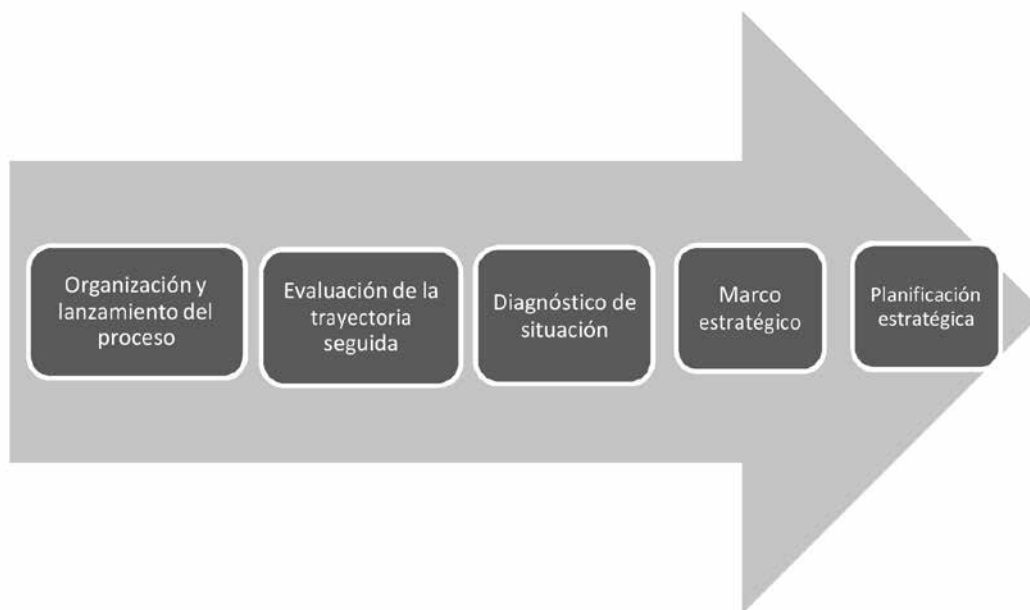 Organización y
lanzamiento del
proceso
Evaluación de la
trayectoria
seguida
Diagnóstico de
situación
Marco
estratégico
Planificación
estratégica